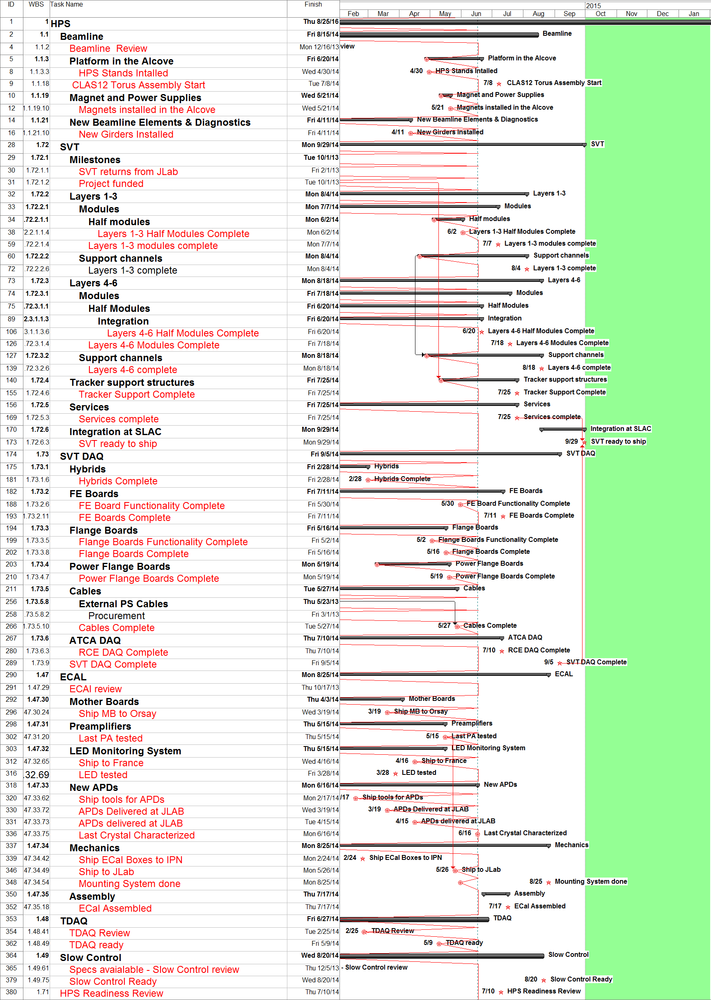 ID WBS Task Name Finish 2015
Feb Mar Apr May Jun Jul Aug Sep Oct Nov Dec Jan
1 1 HPS Thu 8/25/16
2 1.1 Beamline Fri 8/15/14 Beamline
4 1.1.2 Beamline Review Mon 12/16/13 view
5 1.1.3 Platform in the Alcove Fri 6/20/14 Platform in the Alcove
8 1.1.3.3 HPS Stands Intalled Wed 4/30/14 4/30 HPS Stands Intalled
9 1.1.18 CLAS12 Torus Assembly Start Tue 7/8/14 7/8 CLAS12 Torus Assembly Start
10 1.1.19 Magnet and Power Supplies Wed 5/21/14 Magnet and Power Supplies
12 1.1.19.10 Magnets installed in the Alcove Wed 5/21/14 5/21 Magnets installed in the Alcove
14 1.1.21 New Beamline Elements & Diagnostics Fri 4/11/14 New Beamline Elements & Diagnostics
16 1.1.21.10 New Girders Installed Fri 4/11/14 4/11 New Girders Installed
28 1.72 SVT Mon 9/29/14 SVT
29 1.72.1 Milestones Tue 10/1/13
30 1.72.1.1 SVT returns from JLab Fri 2/1/13
31 1.72.1.2 Project funded Tue 10/1/13
32 1.72.2 Layers 1-3 Mon 8/4/14 Layers 1-3
33 1.72.2.1 Modules Mon 7/7/14 Modules
34 .72.2.1.1 Half modules Mon 6/2/14 Half modules
38 '2.2.1.1.4 Layers 1-3 Half Modules Complete Mon 6/2/14 6/2 Layers 1-3 Half Modules Complete
59 .72.2.1.4 Layers 1-3 modules complete Mon 7/7/14 7/7 Layers 1-3 modules complete
60 1.72.2.2 Support channels Mon 8/4/14 Support channels
72 .72.2.2.6 Layers 1-3 complete Mon 8/4/14 8/4 Layers 1-3 complete
73 1.72.3 Layers 4-6 Mon 8/18/14 Layers 4-6
74 1.72.3.1 Modules Fri 7/18/14 Modules
75 .72.3.1.1 Half Modules Fri 6/20/14 Half Modules
89 '2.3.1.1.3 Integration Fri 6/20/14 Integration
106 .3.1.1.3.6 Layers 4-6 Half Modules Complete Fri 6/20/14 6/20 Layers 4-6 Half Modules Complete
126 .72.3.1.4 Layers 4-6 Modules Complete Fri 7/18/14 7/18 Layers 4-6 Modules Complete
127 1.72.3.2 Support channels Mon 8/18/14 Support channels
139 .72.3.2.6 Layers 4-6 complete Mon 8/18/14 8/18 Layers 4-6 complete
140 1.72.4 Tracker support structures Fri 7/25/14 Tracker support structures
155 1.72.4.6 Tracker Support Complete Fri 7/25/14 7/25 Tracker Support Complete
156 1.72.5 Services Fri 7/25/14 Services
169 1.72.5.3 Services complete Fri 7/25/14 7/25 Services complete
170 1.72.6 Integration at SLAC Mon 9/29/14 Integration at SLAC
173 1.72.6.3 SVT ready to ship Mon 9/29/14 9/29 SVT ready to ship
174 1.73 SVT DAQ Fri 9/5/14 SVT DAQ
175 1.73.1 Hybrids Fri 2/28/14 Hybrids
181 1.73.1.6 Hybrids Complete Fri 2/28/14 2/28 Hybrids Complete
182 1.73.2 FE Boards Fri 7/11/14 FE Boards
188 1.73.2.6 FE Board Functionality Complete Fri 5/30/14 5/30 FE Board Functionality Complete
193 1.73.2.11 FE Boards Complete Fri 7/11/14 7/11 FE Boards Complete
194 1.73.3 Flange Boards Fri 5/16/14 Flange Boards
199 1.73.3.5 Flange Boards Functionality Complete Fri 5/2/14 5/2 Flange Boards Functionality Complete
202 1.73.3.8 Flange Boards Complete Fri 5/16/14 5/16 Flange Boards Complete
203 1.73.4 Power Flange Boards Mon 5/19/14 Power Flange Boards
210 1.73.4.7 Power Flange Boards Complete Mon 5/19/14 5/19 Power Flange Boards Complete
211 1.73.5 Cables Tue 5/27/14 Cables
256 1.73.5.8 External PS Cables Thu 5/23/13
258 .73.5.8.2 Procurement Fri 3/1/13
266 1.73.5.10 Cables Complete Tue 5/27/14 5/27 Cables Complete
267 1.73.6 ATCA DAQ Thu 7/10/14 ATCA DAQ
280 1.73.6.3 RCE DAQ Complete Thu 7/10/14 7/10 RCE DAQ Complete
289 1.73.9 SVT DAQ Complete Fri 9/5/14 9/5 SVT DAQ Complete
290 1.47 ECAL Mon 8/25/14 ECAL
291 1.47.29 ECAl review Thu 10/17/13
292 1.47.30 Mother Boards Thu 4/3/14 Mother Boards
296 47.30.24 Ship MB to Orsay Wed 3/19/14 3/19 Ship MB to Orsay
298 1.47.31 Preamplifiers Thu 5/15/14 Preamplifiers
302 47.31.20 Last PA tested Thu 5/15/14 5/15 Last PA tested
303 1.47.32 LED Monitoring System Thu 5/15/14 LED Monitoring System
312 47.32.65 Ship to France Wed 4/16/14 4/16 Ship to France
316 .32.69 LED tested Fri 3/28/14 3/28 LED tested
318 1.47.33 New APDs Mon 6/16/14 New APDs
320 47.33.62 Ship tools for APDs Mon 2/17/14 /17 Ship tools for APDs
330 47.33.72 APDs Delivered at JLAB Wed 3/19/14 3/19 APDs Delivered at JLAB
331 47.33.73 APDs delivered at JLAB Tue 4/15/14 4/15 APDs delivered at JLAB
336 47.33.75 Last Crystal Characterized Mon 6/16/14 6/16 Last Crystal Characterized
337 1.47.34 Mechanics Mon 8/25/14 Mechanics
339 47.34.42 Ship ECal Boxes to IPN Mon 2/24/14 2/24 Ship ECal Boxes to IPN
346 47.34.49 Ship to JLab Mon 5/26/14 5/26 Ship to JLab
348 47.34.54 Mounting System done Mon 8/25/14 8/25 Mounting System done
350 1.47.35 Assembly Thu 7/17/14 Assembly
352 47.35.18 ECal Assembled Thu 7/17/14 7/17 ECal Assembled
353 1.48 TDAQ Fri 6/27/14 TDAQ
354 1.48.41 TDAQ Review Tue 2/25/14 2/25 TDAQ Review
362 1.48.49 TDAQ ready Fri 5/9/14 5/9 TDAQ ready
364 1.49 Slow Control Wed 8/20/14 Slow Control
365 1.49.61 Specs avaialable - Slow Control review Thu 12/5/13 - Slow Control review
379 1.49.75 Slow Control Ready Wed 8/20/14 8/20 Slow Control Ready
380 1.71 HPS Readiness Review Thu 7/10/14 7/10 HPS Readiness Review